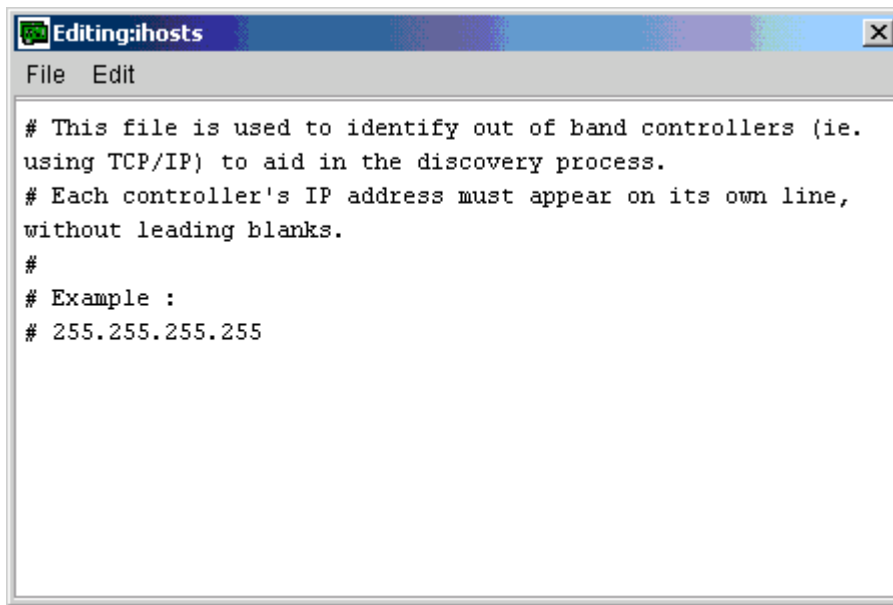 Editing:ihosts
File Edit
# This file is used to identify out of band controllers (ie.
using TCP/IP) to aid in the discovery process.
# Each controller's IP address must appear on its own line,
without leading blanks.
#
# Example :
# 255.255.255.255